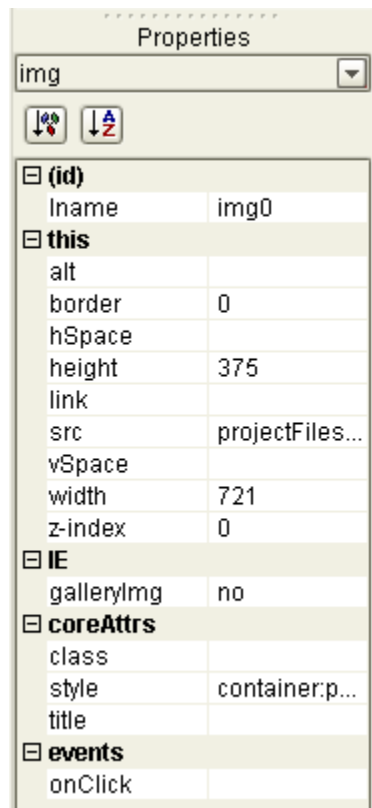 Properties
img
(id)
lname img0
this
alt
border 0
hSpace
height 375
link
src projectFiles...
vSpace
width 721
z-index 0
IE
galleryImg no
coreAttrs
class
style container:p...
title
events
onClick